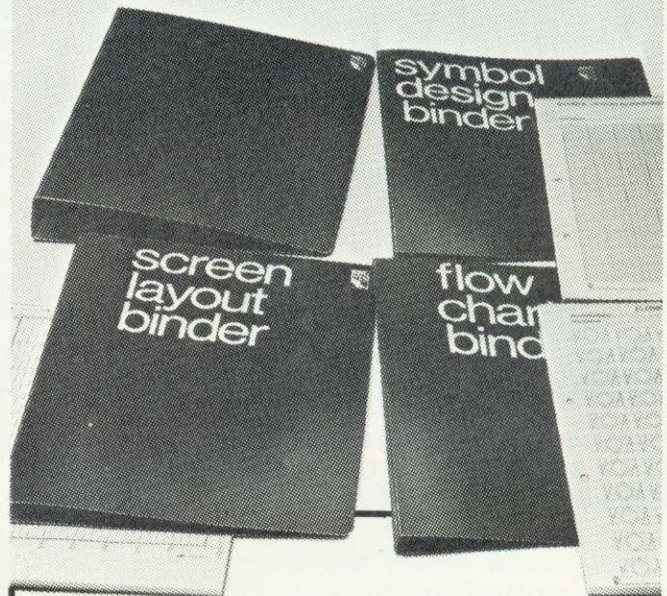 symbol
design
binder
screen
layout
binder
flow
char
bind